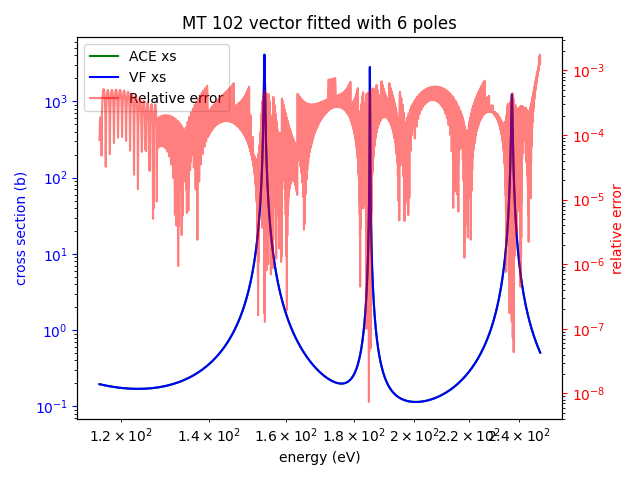 MT 102 vector fitted with 6 poles
ACE xs
VF xs
Relative error
cross section (b)
10³
10²
10¹
10⁰
10⁻¹
10⁻³
10⁻⁴
10⁻⁵
10⁻⁶
10⁻⁷
10⁻⁸
relative error
1.2 × 10² 1.4 × 10² 1.6 × 10² 1.8 × 10² 2 × 10² 2.2 × 10² 2.4 × 10²
energy (eV)